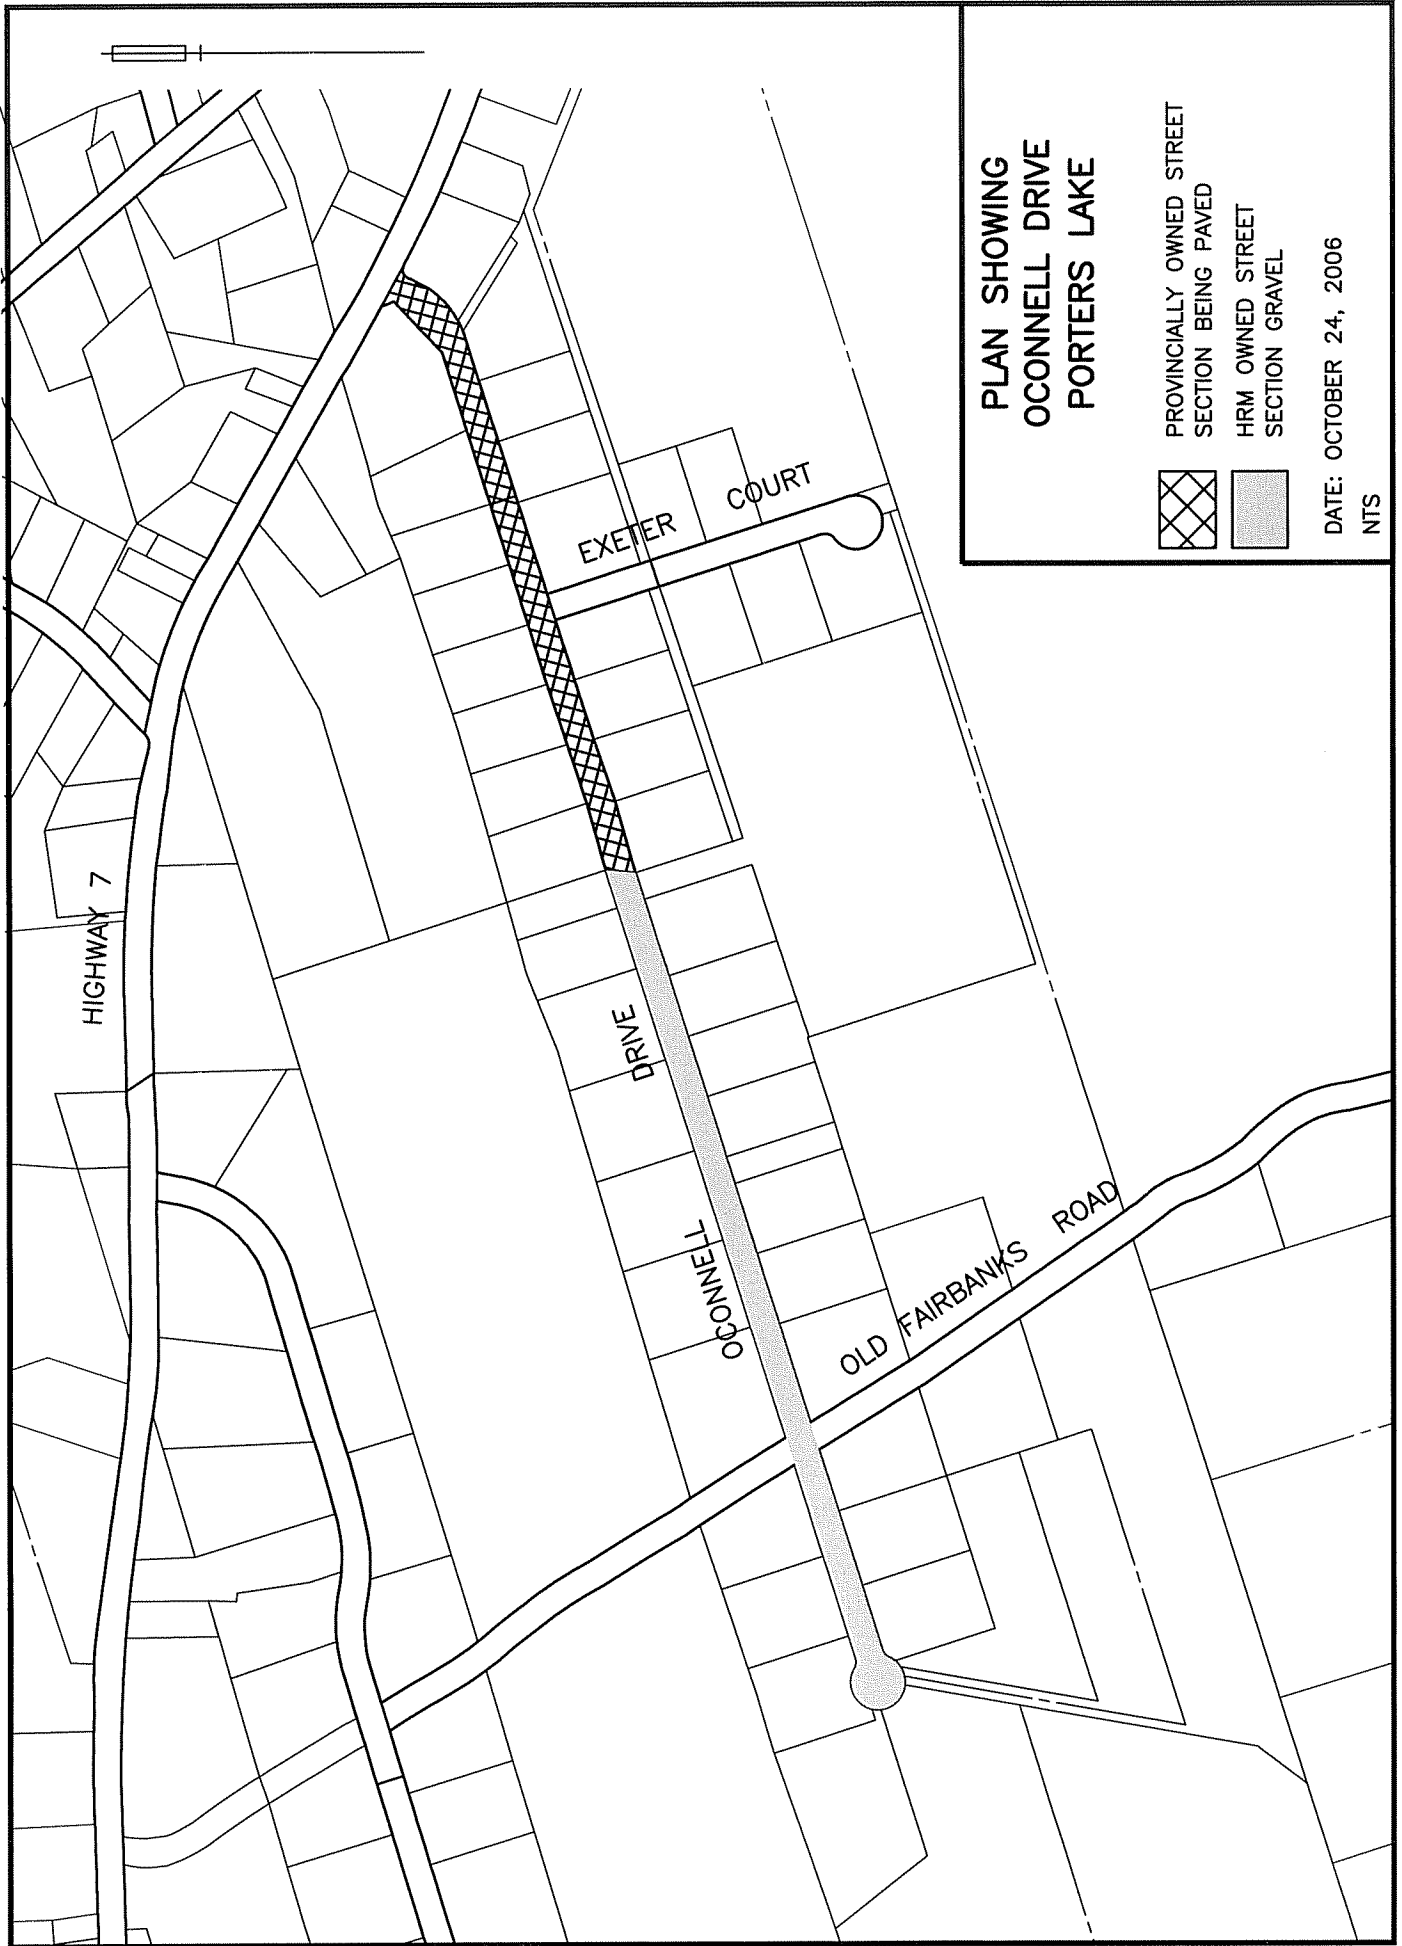 PLAN SHOWING
OCONNELL DRIVE
PORTERS LAKE
PROVINCIALLY OWNED STREET
SECTION BEING PAVED
HRM OWNED STREET
SECTION GRAVEL
DATE: OCTOBER 24, 2006
NTS
HIGHWAY 7
EXETER COURT
OCONNELL DRIVE
OLD FAIRBANKS ROAD